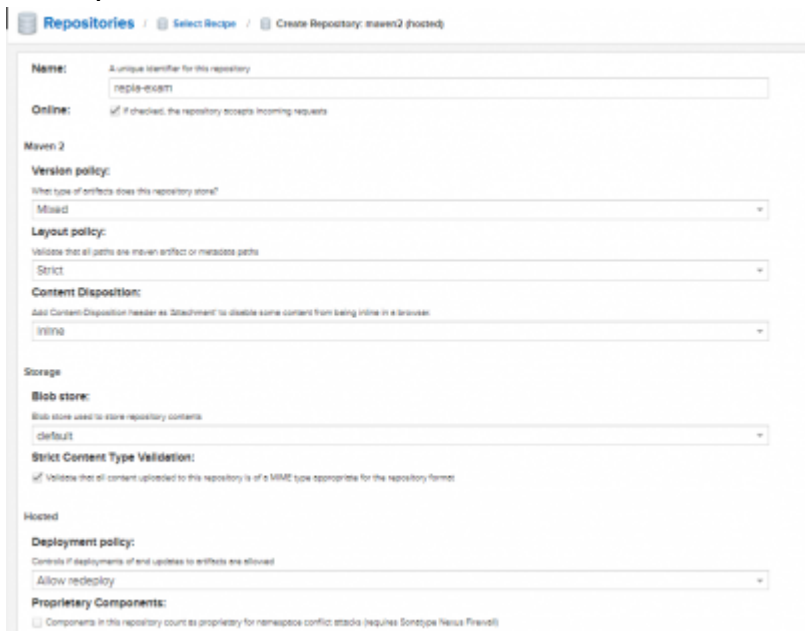 Repositories / Select Recipe / Create Repository: maven2 (hosted)
Name: A unique identifier for this repository
repla-exam
Online: If checked, the repository accepts incoming requests
Maven 2
Version policy:
What type of artifacts does this repository store?
Mixed
Layout policy:
Validate that all paths are maven artifact or metadata paths
Strict
Content Disposition:
Add Content-Disposition header as 'Attachment' to disable some content from being inline in a browser.
Inline
Storage
Blob store:
Blob store used to store repository contents
default
Strict Content Type Validation:
Validate that all content uploaded to this repository is of a MIME type appropriate for the repository format
Hosted
Deployment policy:
Controls if deployments of and updates to artifacts are allowed
Allow redeploy
Proprietary Components:
Components in this repository count as proprietary for namespace conflict attacks (requires Sonatype Nexus Firewall)